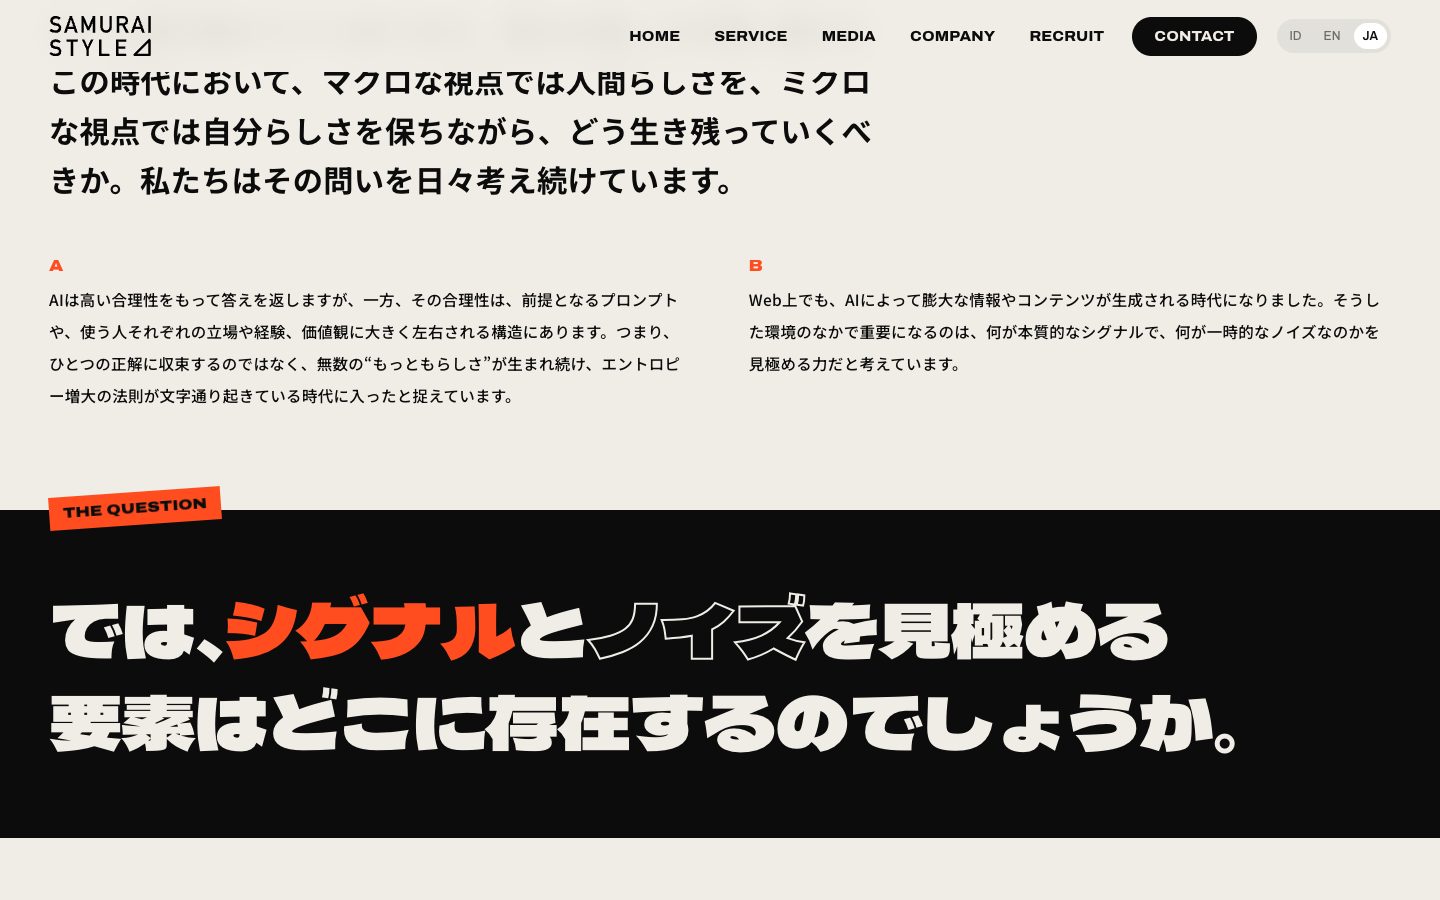 SAMURAI
STYLE
HOME SERVICE MEDIA COMPANY RECRUIT CONTACT ID EN JA
この時代において、マクロな視点では人間らしさを、ミクロ
な視点では自分らしさを保ちながら、どう生き残っていくべ
きか。私たちはその問いを日々考え続けています。
A
AIは高い合理性をもって答えを返しますが、一方、その合理性は、前提となるプロンプト
や、使う人それぞれの立場や経験、価値観に大きく左右される構造にあります。つまり、
ひとつの正解に収束するのではなく、無数の“もっともらしさ”が生まれ続け、エントロピ
ー増大の法則が文字通り起きている時代に入ったと捉えています。
B
Web上でも、AIによって膨大な情報やコンテンツが生成される時代になりました。そうし
た環境のなかで重要になるのは、何が本質的なシグナルで、何が一時的なノイズなのかを
見極める力だと考えています。
THE QUESTION
では、シグナルとノイズを見極める
要素はどこに存在するのでしょうか。